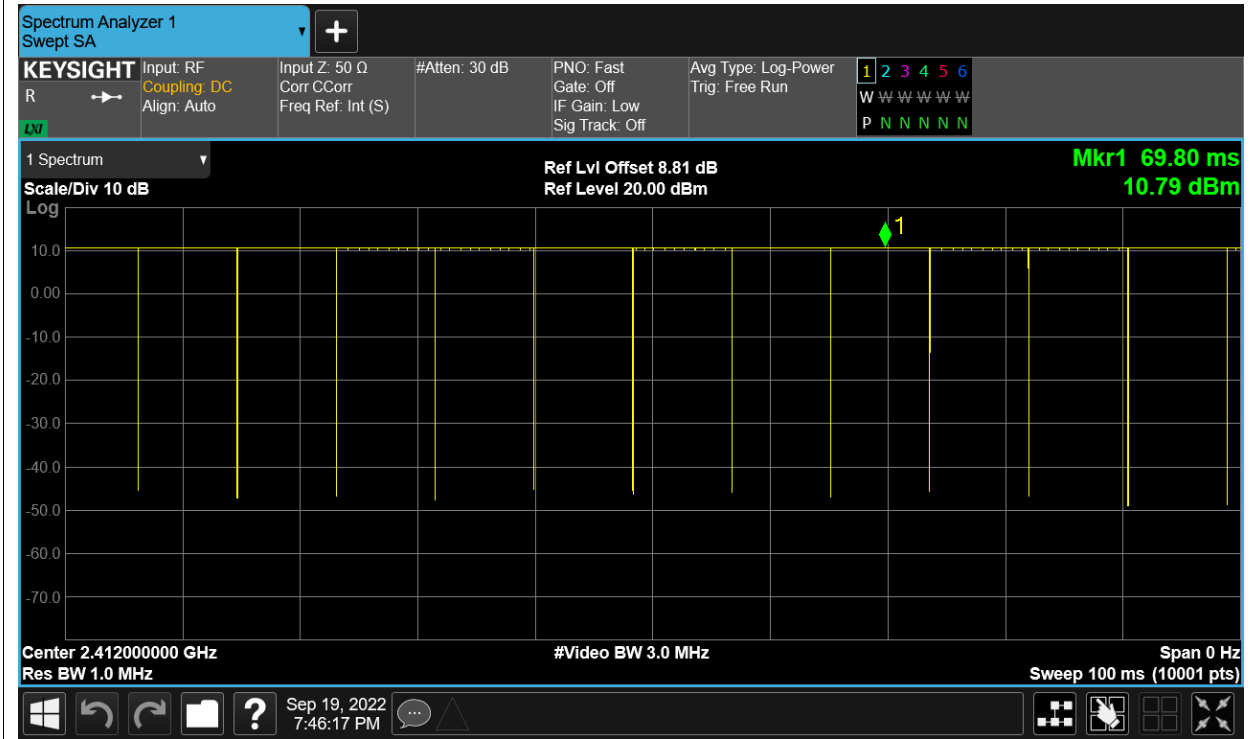 Spectrum Analyzer 1
Swept SA
KEYSIGHT
R
LXI
Input: RF
Coupling: DC
Align: Auto
Input Z: 50 Ω
Corr CCorr
Freq Ref: Int (S)
#Atten: 30 dB
PNO: Fast
Gate: Off
IF Gain: Low
Sig Track: Off
Avg Type: Log-Power
Trig: Free Run
1 2 3 4 5 6
W W W W W W
P N N N N N
1 Spectrum
Scale/Div 10 dB
Ref Lvl Offset 8.81 dB
Ref Level 20.00 dBm
Mkr1 69.80 ms
10.79 dBm
Log
1
10.0
0.00
-10.0
-20.0
-30.0
-40.0
-50.0
-60.0
-70.0
Center 2.412000000 GHz
Res BW 1.0 MHz
#Video BW 3.0 MHz
Span 0 Hz
Sweep 100 ms (10001 pts)
?
Sep 19, 2022
7:46:17 PM